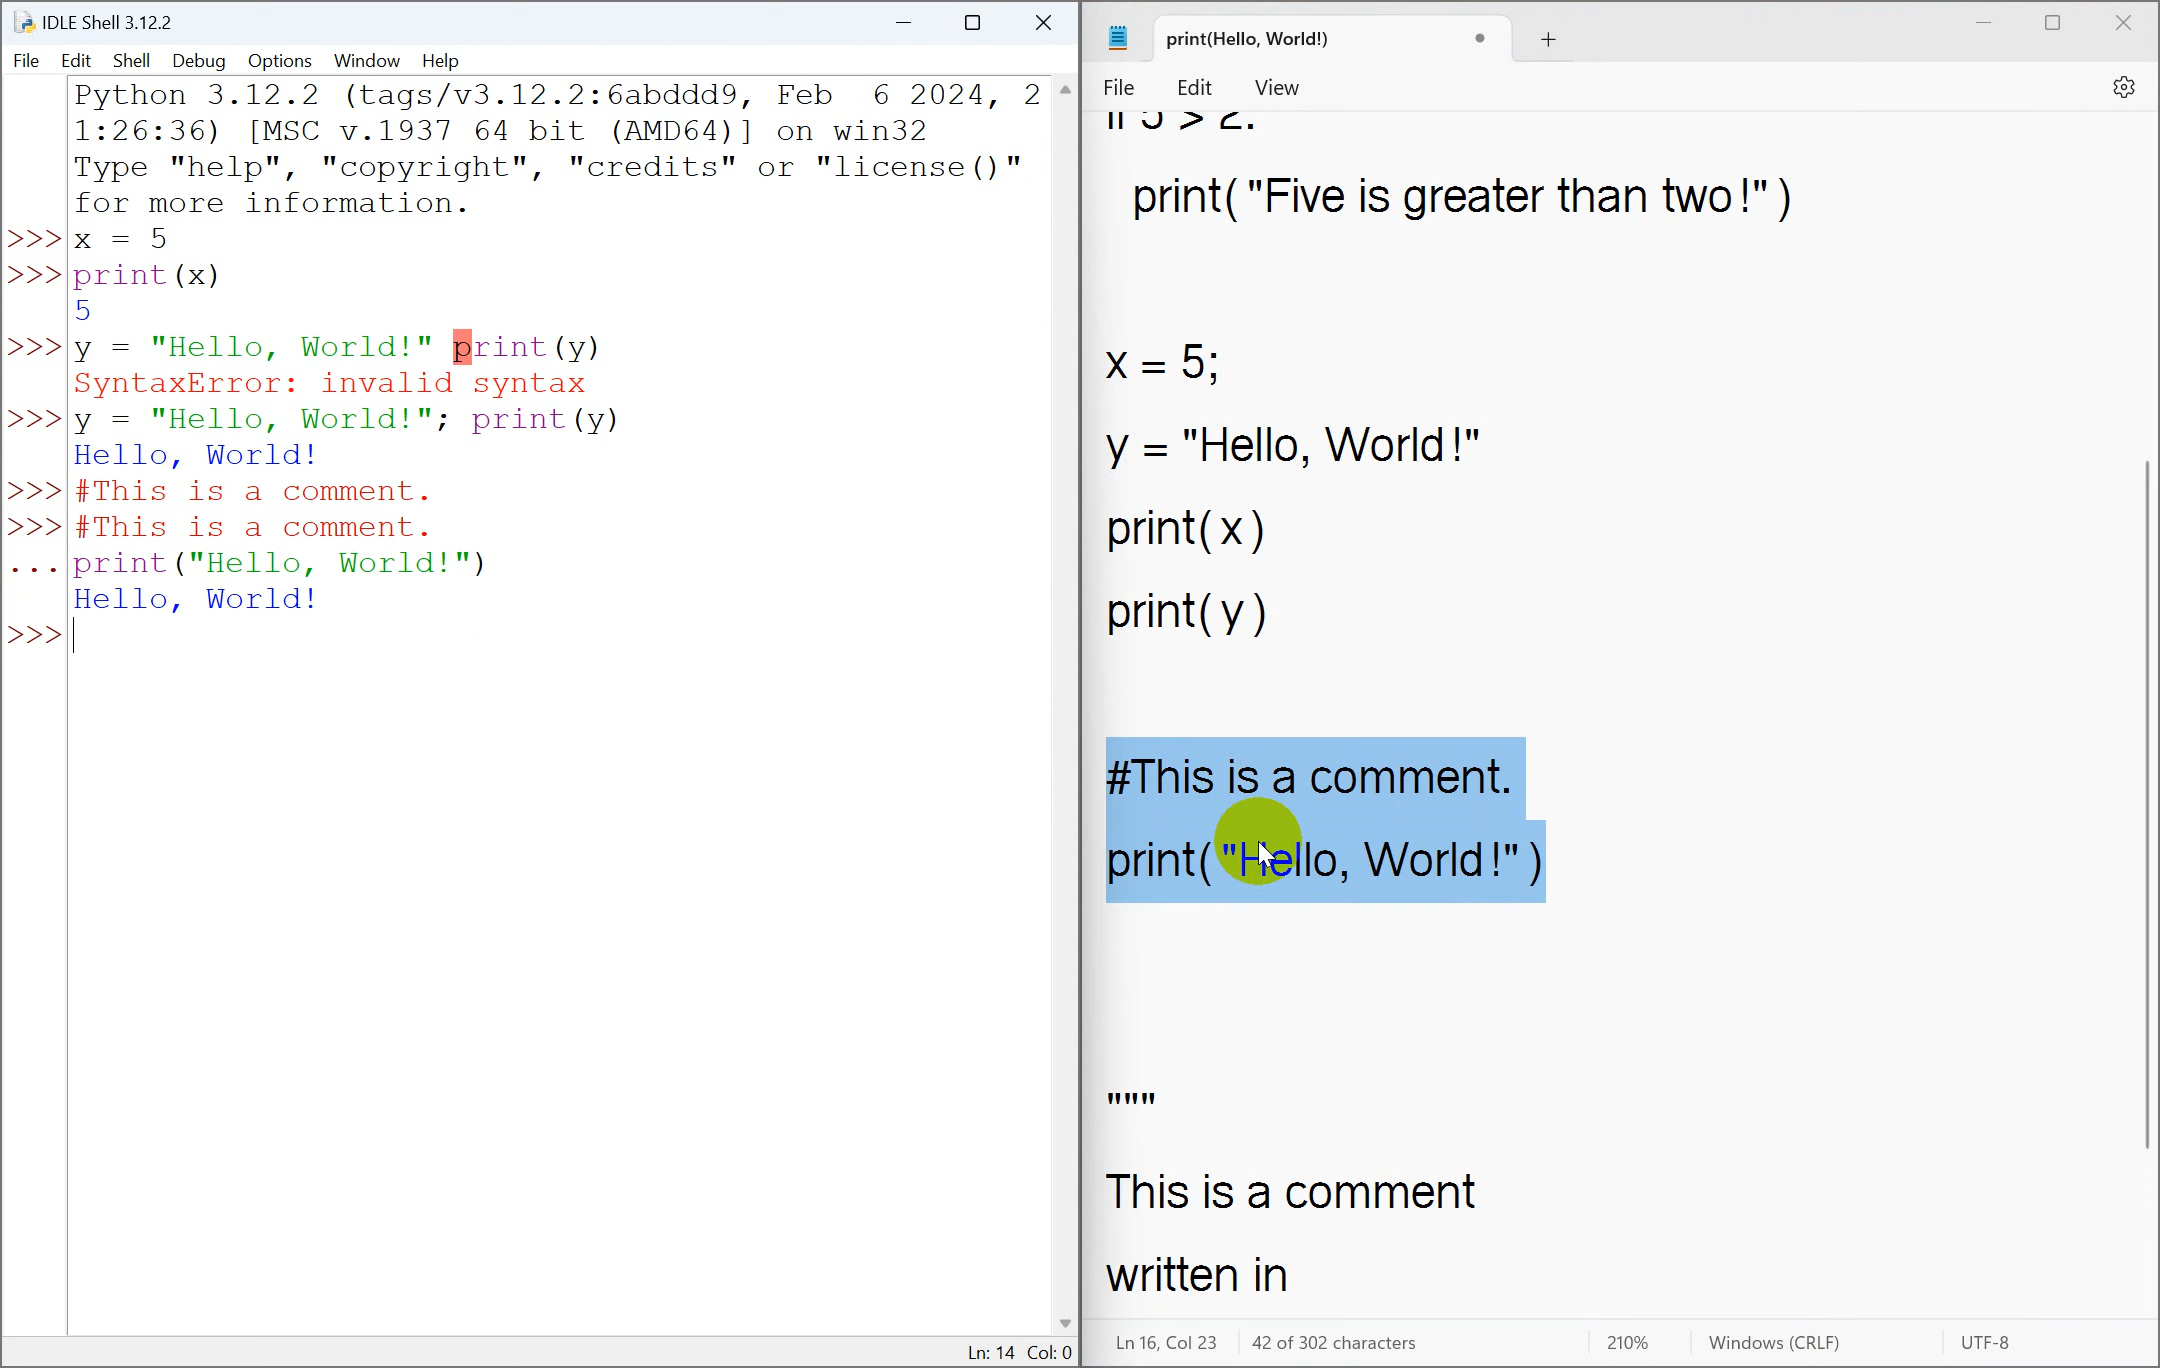 IDLE Shell 3.12.2
File Edit Shell Debug Options Window Help
Python 3.12.2 (tags/v3.12.2:6abddd9, Feb  6 2024, 2
1:26:36) [MSC v.1937 64 bit (AMD64)] on win32
Type "help", "copyright", "credits" or "license()"
for more information.
>>> x = 5
>>> print(x)
5
>>> y = "Hello, World!" print(y)
SyntaxError: invalid syntax
>>> y = "Hello, World!"; print(y)
Hello, World!
>>> #This is a comment.
>>> #This is a comment.
... print("Hello, World!")
Hello, World!
>>>
Ln: 14 Col: 0
print(Hello, World!)
File Edit View
if 5 > 2:
print("Five is greater than two!")
x = 5;
y = "Hello, World!"
print(x)
print(y)
#This is a comment.
print("Hello, World!")
"""
This is a comment
written in
Ln 16, Col 23 42 of 302 characters 210% Windows (CRLF) UTF-8